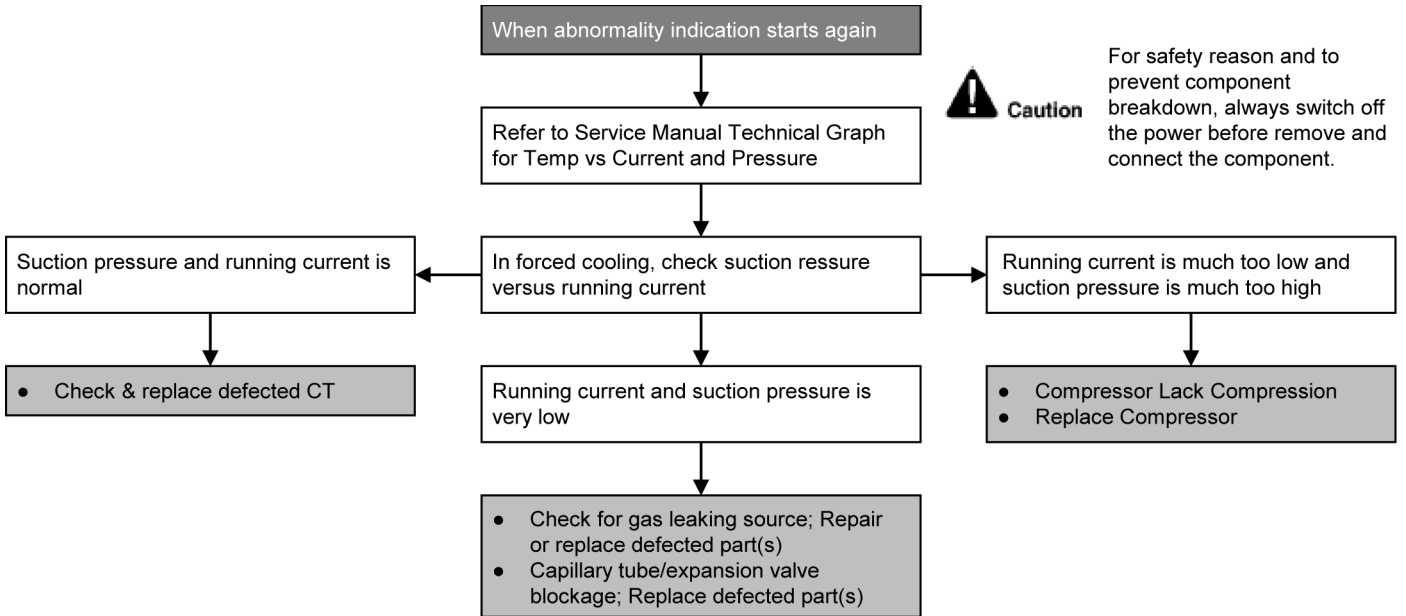 When abnormality indication starts again
For safety reason and to
prevent component
breakdown, always switch off
the power before remove and
connect the component.
Caution
Refer to Service Manual Technical Graph
for Temp vs Current and Pressure
Suction pressure and running current is
normal
In forced cooling, check suction ressure
versus running current
Running current is much too low and
suction pressure is much too high
● Check & replace defected CT
Running current and suction pressure is
very low
● Compressor Lack Compression
● Replace Compressor
● Check for gas leaking source; Repair
or replace defected part(s)
● Capillary tube/expansion valve
blockage; Replace defected part(s)